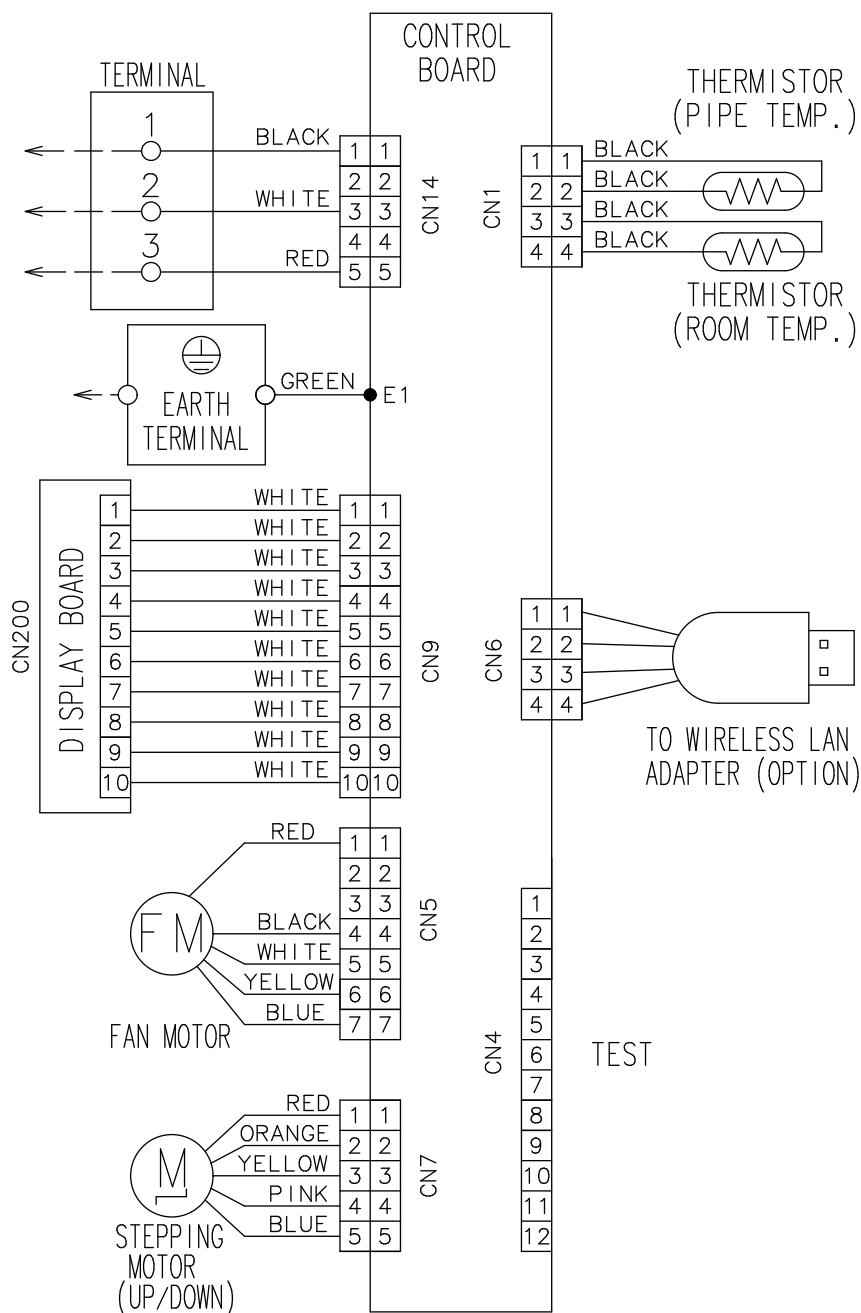 CONTROL
BOARD
TERMINAL
1
BLACK
1 1
2 2
2
WHITE
3 3
4 4
3
RED
5 5
CN14
CN1
1 1
2 2
3 3
4 4
BLACK
BLACK
BLACK
BLACK
THERMISTOR
(PIPE TEMP.)
THERMISTOR
(ROOM TEMP.)
EARTH
TERMINAL
GREEN
E1
CN200
DISPLAY BOARD
1 WHITE 1 1
2 WHITE 2 2
3 WHITE 3 3
4 WHITE 4 4
5 WHITE 5 5
6 WHITE 6 6
7 WHITE 7 7
8 WHITE 8 8
9 WHITE 9 9
10 WHITE 10 10
CN9
CN6
1 1
2 2
3 3
4 4
TO WIRELESS LAN
ADAPTER (OPTION)
FM
FAN MOTOR
RED 1 1
2 2
3 3
BLACK 4 4
WHITE 5 5
YELLOW 6 6
BLUE 7 7
CN5
CN4
1
2
3
4
5
6
7
8
9
10
11
12
TEST
M
STEPPING
MOTOR
(UP/DOWN)
RED 1 1
ORANGE 2 2
YELLOW 3 3
PINK 4 4
BLUE 5 5
CN7